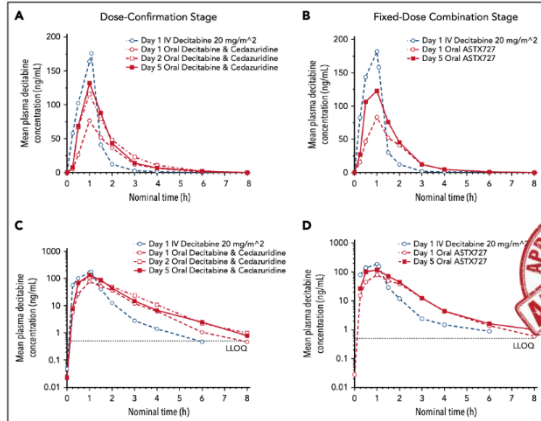 Dose-Confirmation Stage
Fixed-Dose Combination Stage
A
Mean plasma decitabine
concentration (ng/mL)
200
150
100
50
0
Day 1 IV Decitabine 20 mg/m^2
Day 1 Oral Decitabine & Cedazuridine
Day 2 Oral Decitabine & Cedazuridine
Day 5 Oral Decitabine & Cedazuridine
0 1 2 3 4 5 6 7 8
Nominal time (h)
B
Mean plasma decitabine
concentration (ng/mL)
200
150
100
50
0
Day 1 IV Decitabine 20 mg/m^2
Day 1 Oral ASTX727
Day 5 Oral ASTX727
0 1 2 3 4 5 6 7 8
Nominal time (h)
C
Mean plasma decitabine
concentration (ng/mL)
1000
100
10
1
0.1
0.01
Day 1 IV Decitabine 20 mg/m^2
Day 1 Oral Decitabine & Cedazuridine
Day 2 Oral Decitabine & Cedazuridine
Day 5 Oral Decitabine & Cedazuridine
LLOQ
0 1 2 3 4 5 6 7 8
Nominal time (h)
D
Mean plasma decitabine
concentration (ng/mL)
1000
100
10
1
0.1
0.01
Day 1 IV Decitabine 20 mg/m^2
Day 1 Oral ASTX727
Day 5 Oral ASTX727
LLOQ
0 1 2 3 4 5 6 7 8
Nominal time (h)